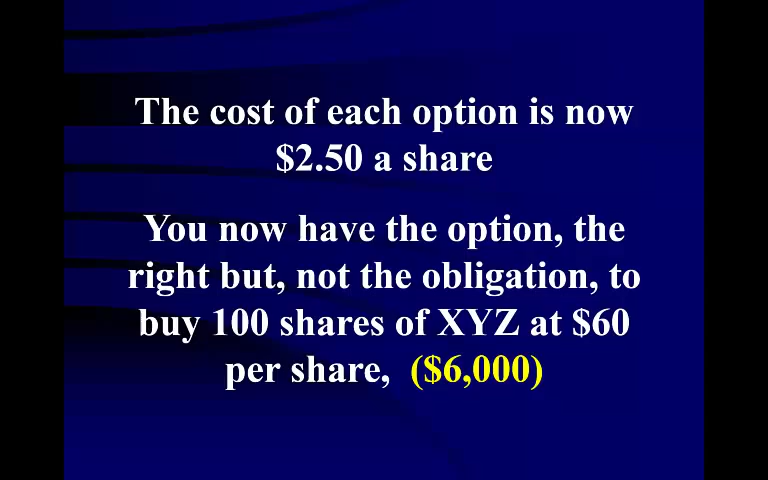 The cost of each option is now
$2.50 a share
You now have the option, the
right but, not the obligation, to
buy 100 shares of XYZ at $60
per share, ($6,000)